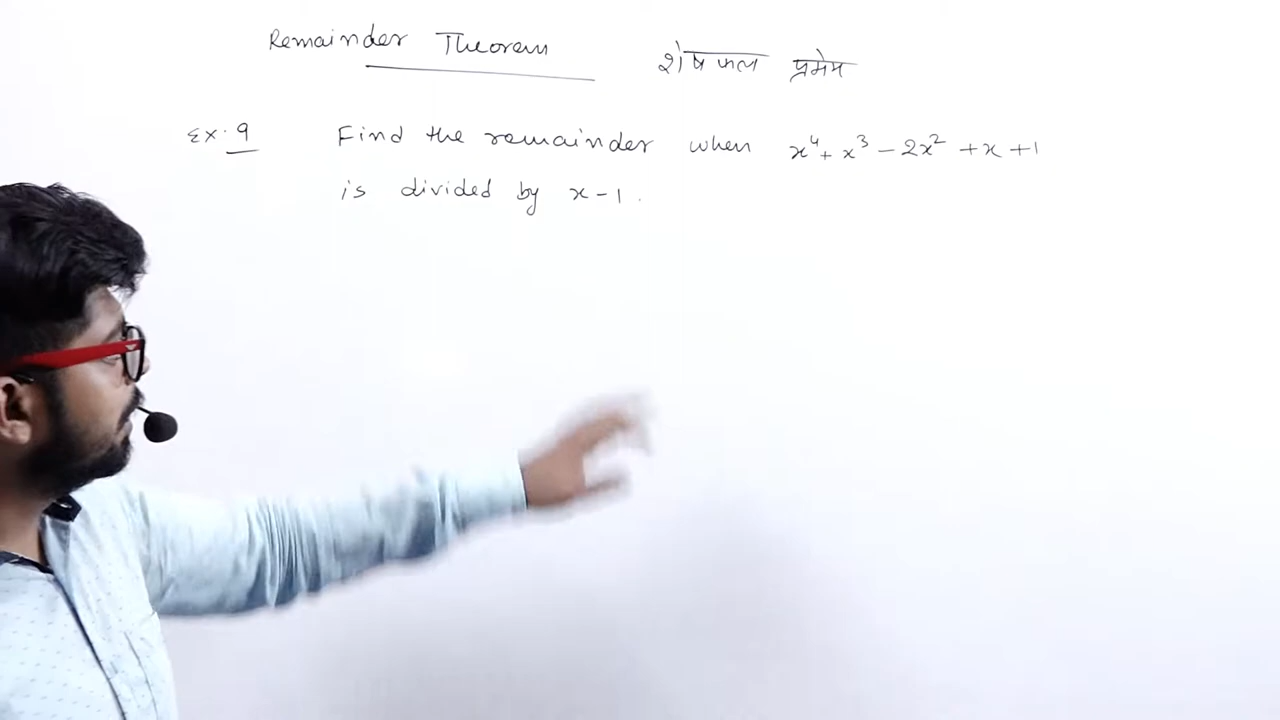 Remainder Theorem शेषफल प्रमेय
Ex. 9 Find the remainder when x⁴ + x³ - 2x² + x + 1
is divided by x - 1.